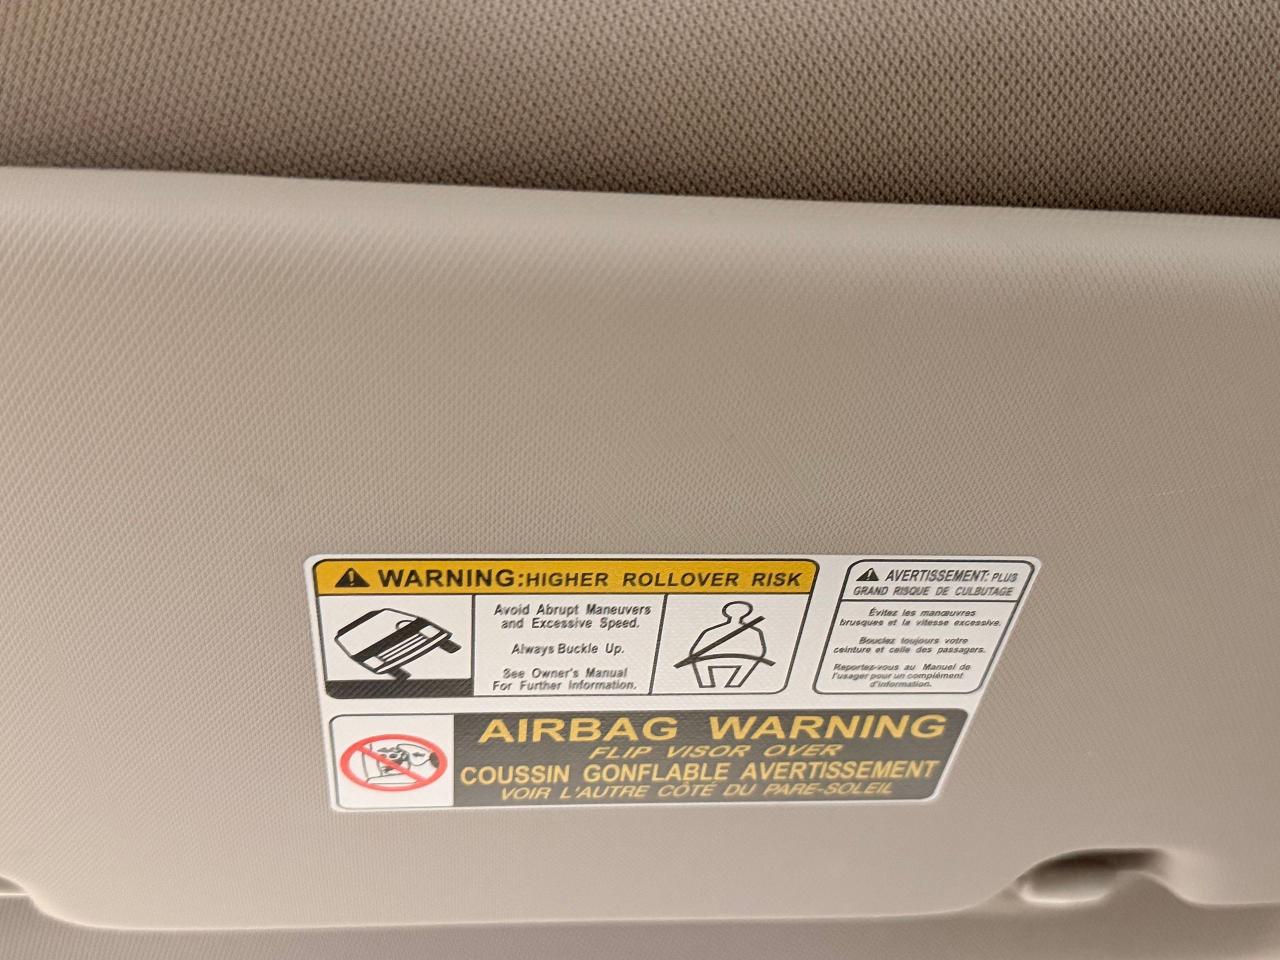 WARNING:HIGHER ROLLOVER RISK
Avoid Abrupt Maneuvers
and Excessive Speed.
Always Buckle Up.
See Owner's Manual
For Further Information.
AVERTISSEMENT: PLUS
GRAND RISQUE DE CULBUTAGE
Évitez les manœuvres
brusques et la vitesse excessive.
Bouclez toujours votre
ceinture et celle des passagers.
Reportez-vous au Manuel de
l'usager pour un complément
d'information.
AIRBAG WARNING
FLIP VISOR OVER
COUSSIN GONFLABLE AVERTISSEMENT
VOIR L'AUTRE CÔTÉ DU PARE-SOLEIL